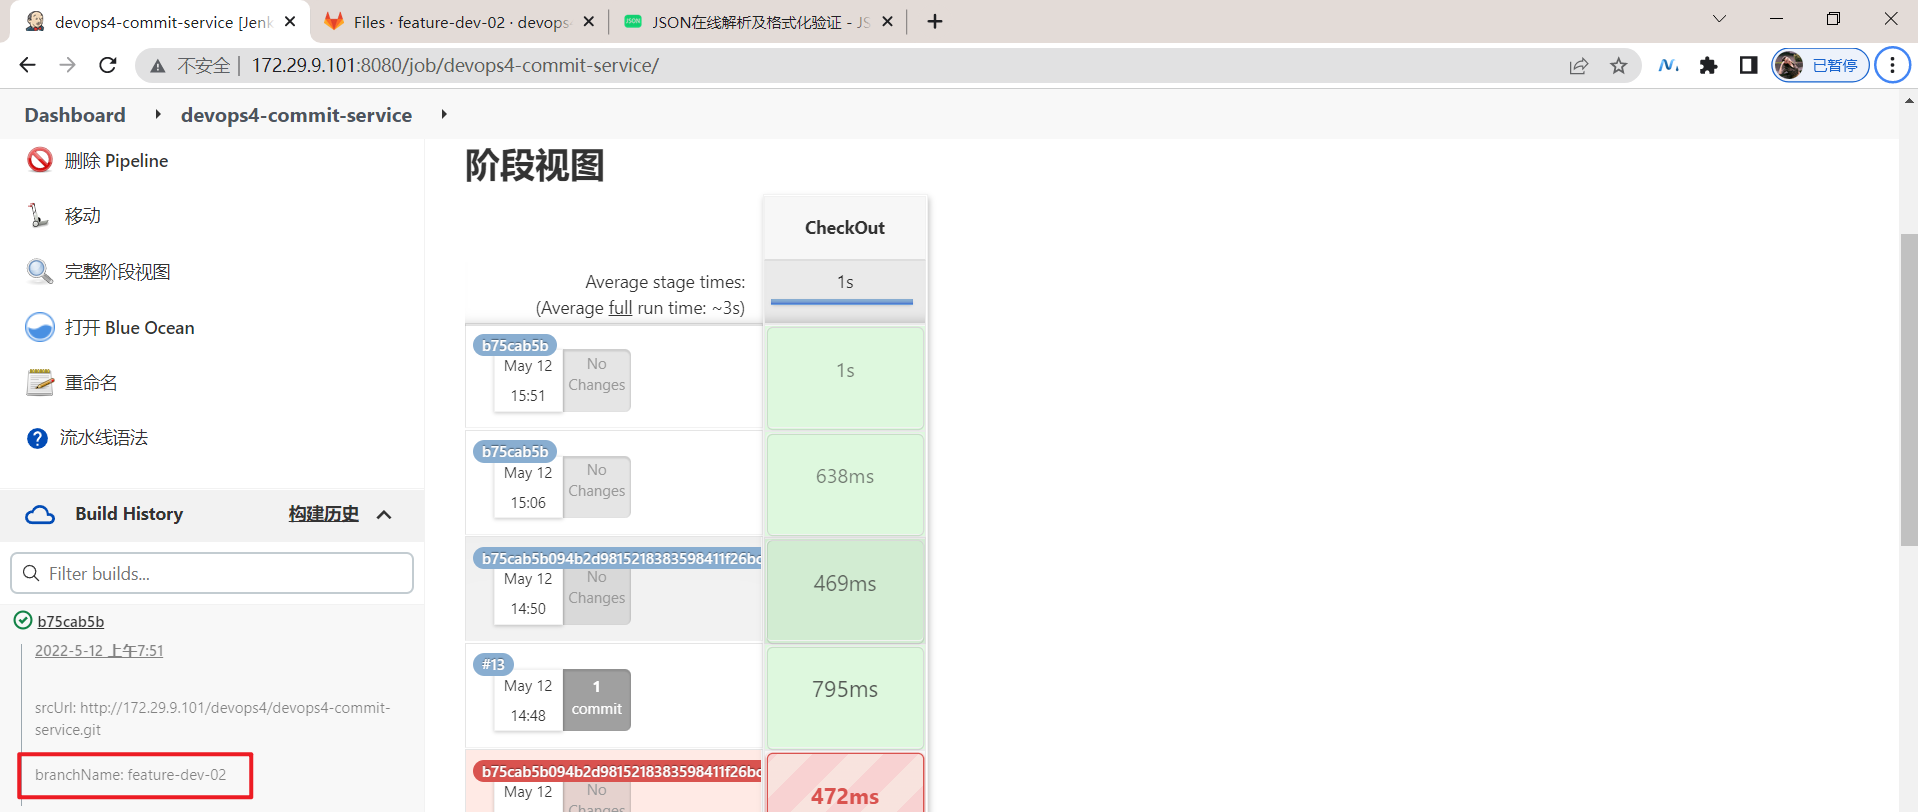 devops4-commit-service [Jenk
Files · feature-dev-02 · devops
JSON在线解析及格式化验证 - JS
不安全 | 172.29.9.101:8080/job/devops4-commit-service/
已暂停
Dashboard
devops4-commit-service
删除 Pipeline
移动
完整阶段视图
打开 Blue Ocean
重命名
流水线语法
Build History
构建历史
Filter builds...
b75cab5b
2022-5-12 上午7:51
srcUrl: http://172.29.9.101/devops4/devops4-commit-
service.git
branchName: feature-dev-02
阶段视图
CheckOut
Average stage times:
(Average full run time: ~3s)
1s
b75cab5b
May 12
15:51
No
Changes
1s
b75cab5b
May 12
15:06
No
Changes
638ms
b75cab5b094b2d9815218383598411f26bc
May 12
14:50
No
Changes
469ms
#13
May 12
14:48
1
commit
795ms
b75cab5b094b2d9815218383598411f26bc
May 12
No
Changes
472ms